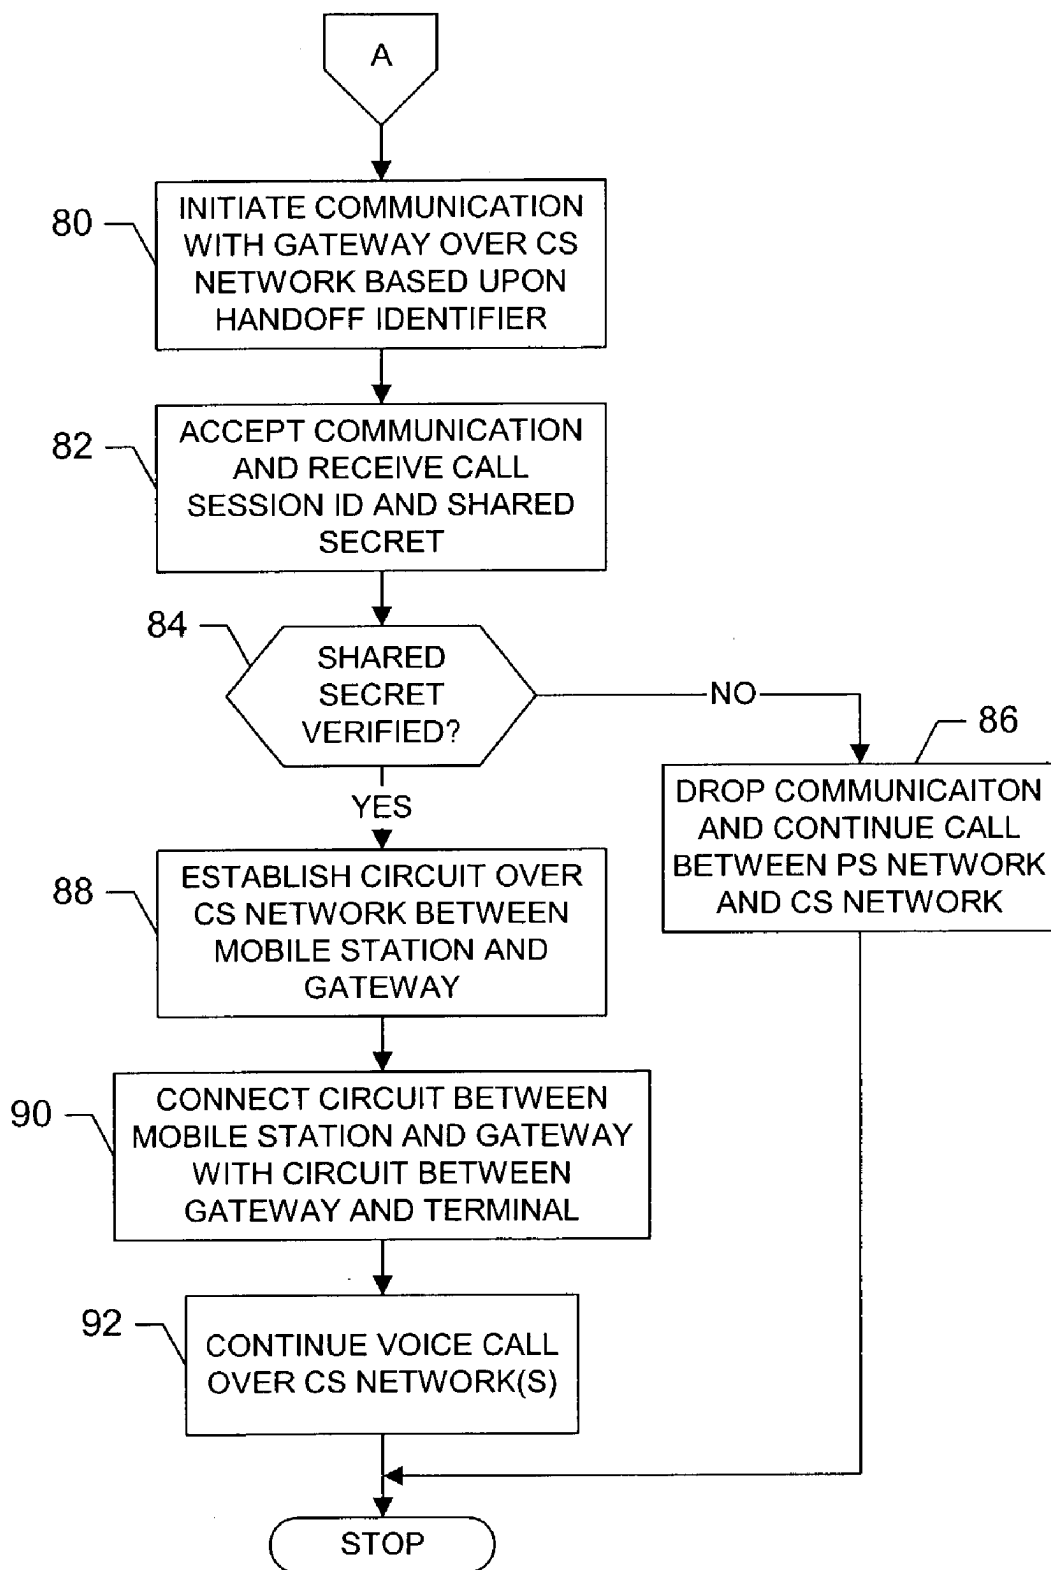 A
80
INITIATE COMMUNICATION
WITH GATEWAY OVER CS
NETWORK BASED UPON
HANDOFF IDENTIFIER
82
ACCEPT COMMUNICATION
AND RECEIVE CALL
SESSION ID AND SHARED
SECRET
84
SHARED
SECRET
VERIFIED?
NO
86
DROP COMMUNICAITON
AND CONTINUE CALL
BETWEEN PS NETWORK
AND CS NETWORK
YES
88
ESTABLISH CIRCUIT OVER
CS NETWORK BETWEEN
MOBILE STATION AND
GATEWAY
90
CONNECT CIRCUIT BETWEEN
MOBILE STATION AND GATEWAY
WITH CIRCUIT BETWEEN
GATEWAY AND TERMINAL
92
CONTINUE VOICE CALL
OVER CS NETWORK(S)
STOP